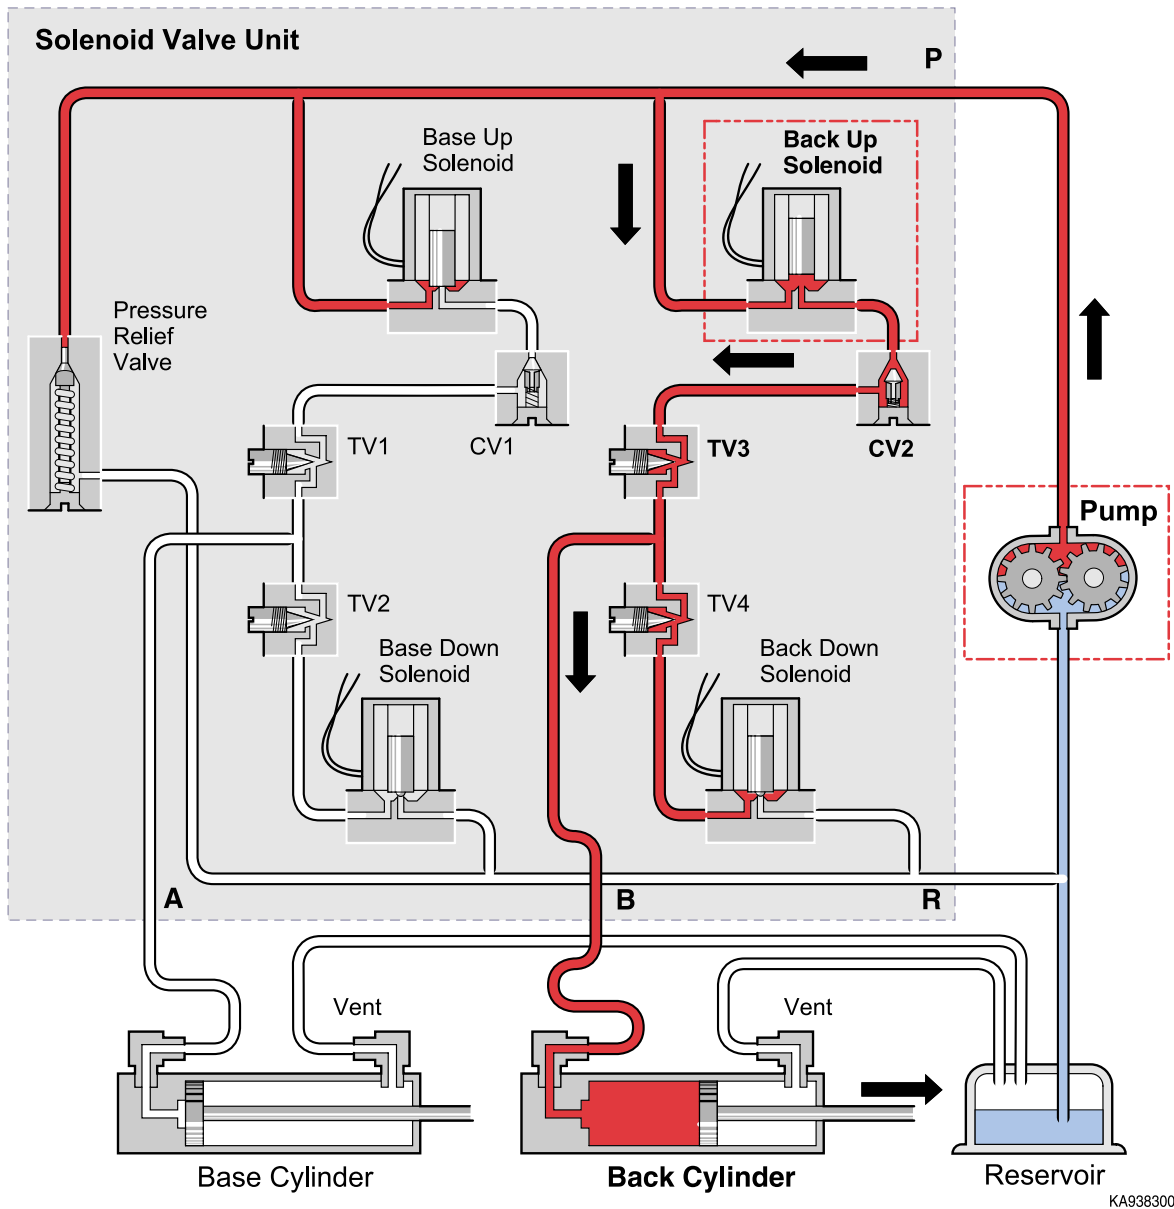 Solenoid Valve Unit
P
Base Up
Solenoid
Back Up
Solenoid
Pressure
Relief
Valve
TV1
CV1
TV3
CV2
Pump
TV2
TV4
Base Down
Solenoid
Back Down
Solenoid
A
B
R
Vent
Vent
Base Cylinder
Back Cylinder
Reservoir
KA938300